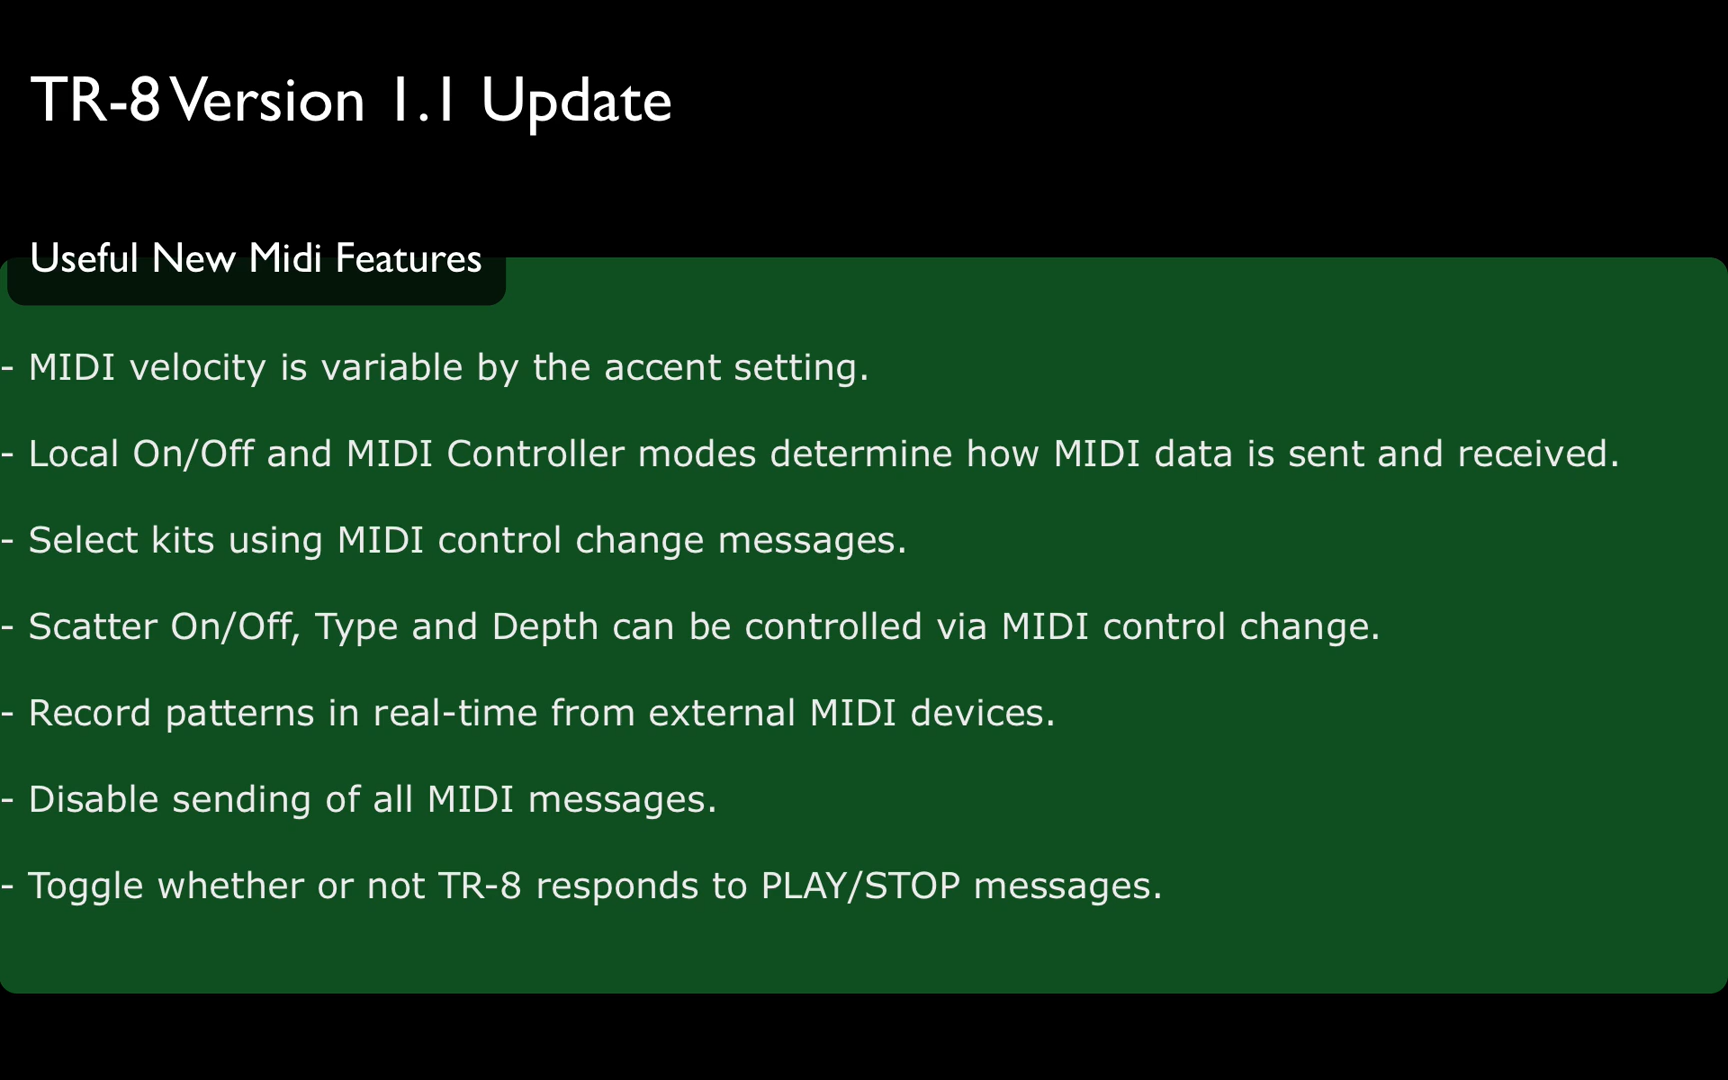 TR-8 Version 1.1 Update
Useful New Midi Features
- MIDI velocity is variable by the accent setting.
- Local On/Off and MIDI Controller modes determine how MIDI data is sent and received.
- Select kits using MIDI control change messages.
- Scatter On/Off, Type and Depth can be controlled via MIDI control change.
- Record patterns in real-time from external MIDI devices.
- Disable sending of all MIDI messages.
- Toggle whether or not TR-8 responds to PLAY/STOP messages.